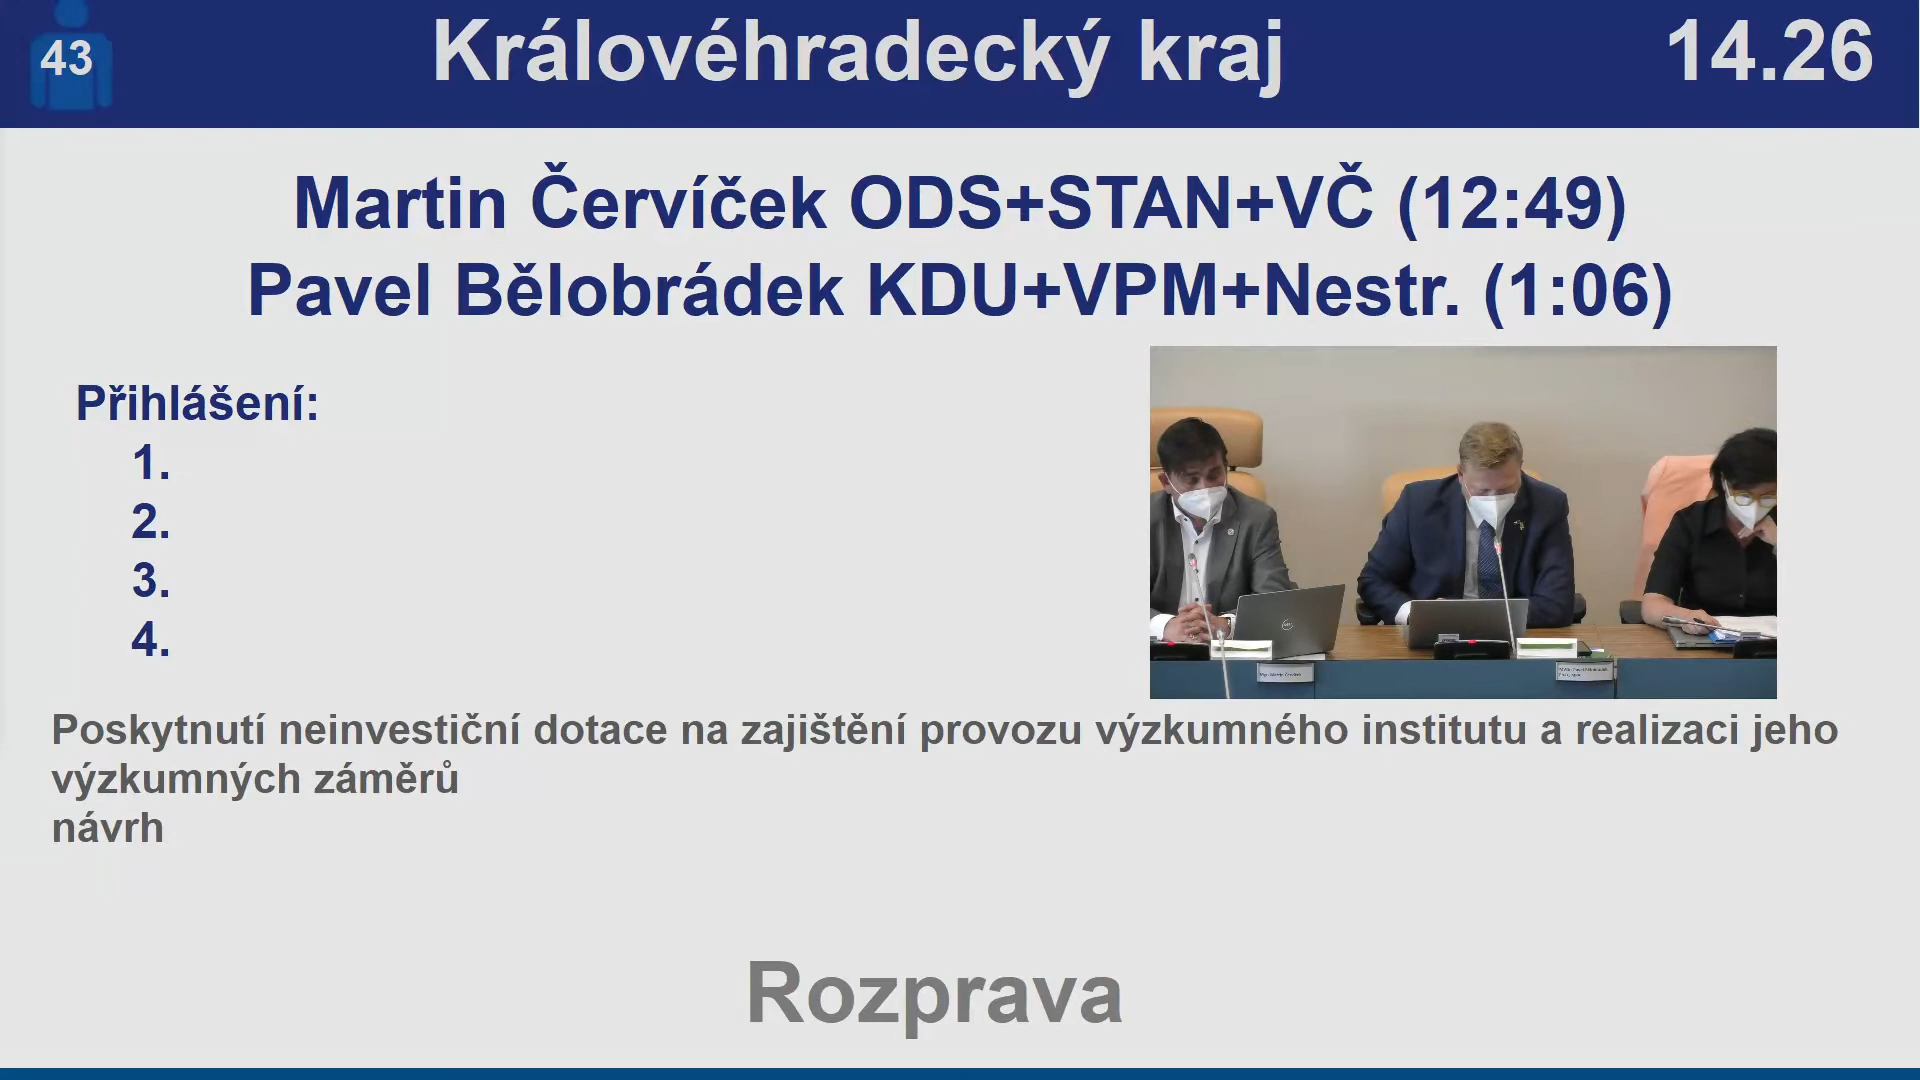 43
Královéhradecký kraj
14.26
Martin Červíček ODS+STAN+VČ (12:49)
Pavel Bělobrádek KDU+VPM+Nestr. (1:06)
Přihlášení:
1.
2.
3.
4.
Poskytnutí neinvestiční dotace na zajištění provozu výzkumného institutu a realizaci jeho
výzkumných záměrů
návrh
Rozprava